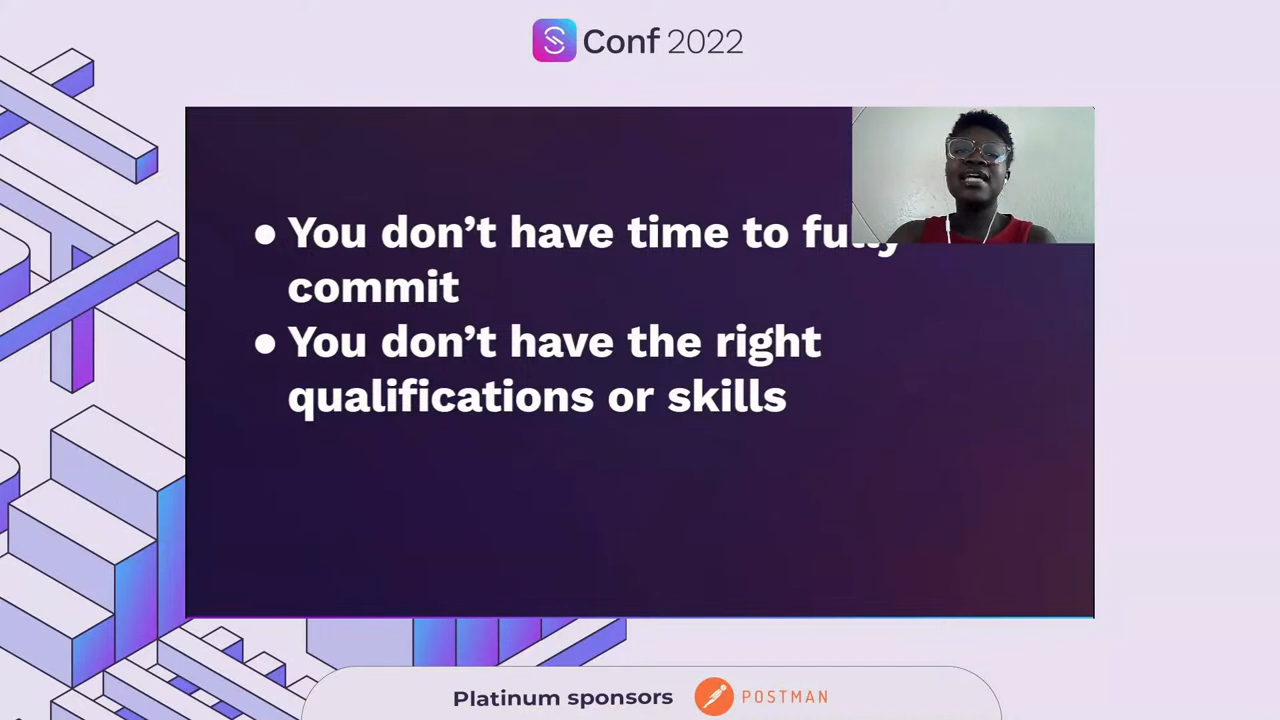 Conf 2022
● You don’t have time to fully
commit
● You don’t have the right
qualifications or skills
Platinum sponsors POSTMAN